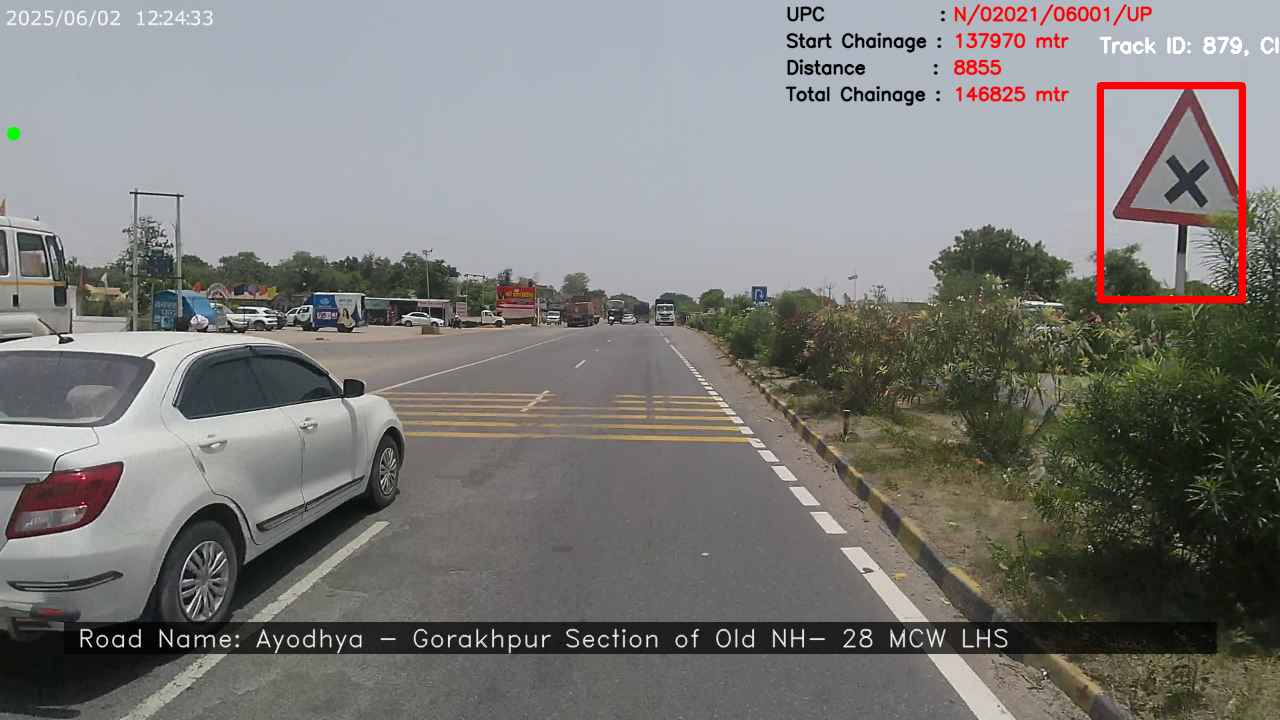 2025/06/02 12:24:33
UPC : N/02021/06001/UP
Start Chainage : 137970 mtr
Track ID: 879, Cl
Distance : 8855
Total Chainage : 146825 mtr
Road Name: Ayodhya - Gorakhpur Section of Old NH- 28 MCW LHS